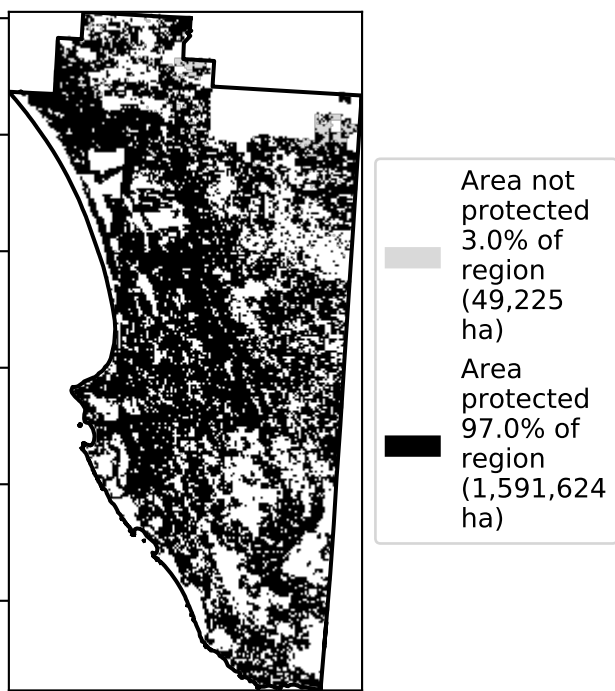 Area not
protected
3.0% of
region
(49,225
ha)
Area
protected
97.0% of
region
(1,591,624
ha)